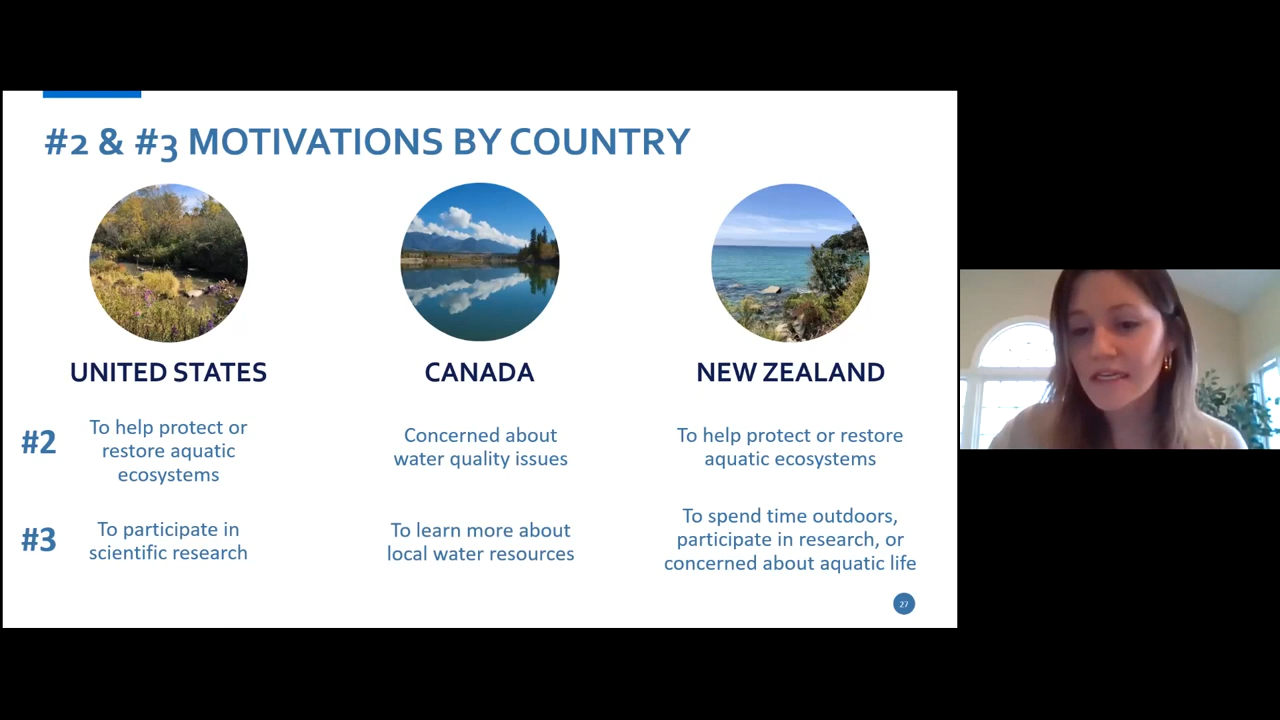 #2 & #3 MOTIVATIONS BY COUNTRY
UNITED STATES
CANADA
NEW ZEALAND
#2
To help protect or
restore aquatic
ecosystems
Concerned about
water quality issues
To help protect or restore
aquatic ecosystems
#3
To participate in
scientific research
To learn more about
local water resources
To spend time outdoors,
participate in research, or
concerned about aquatic life
27